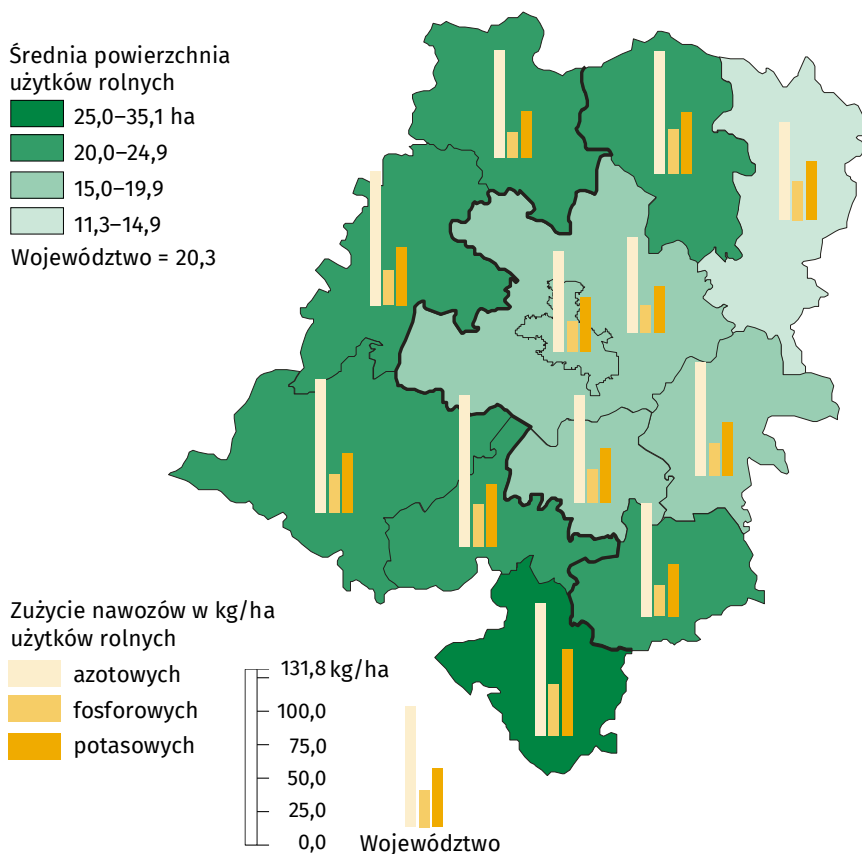 Średnia powierzchnia
użytków rolnych
25,0–35,1 ha
20,0–24,9
15,0–19,9
11,3–14,9
Województwo = 20,3
Zużycie nawozów w kg/ha
użytków rolnych
azotowych
fosforowych
potasowych
131,8 kg/ha
100,0
75,0
50,0
25,0
0,0
Województwo